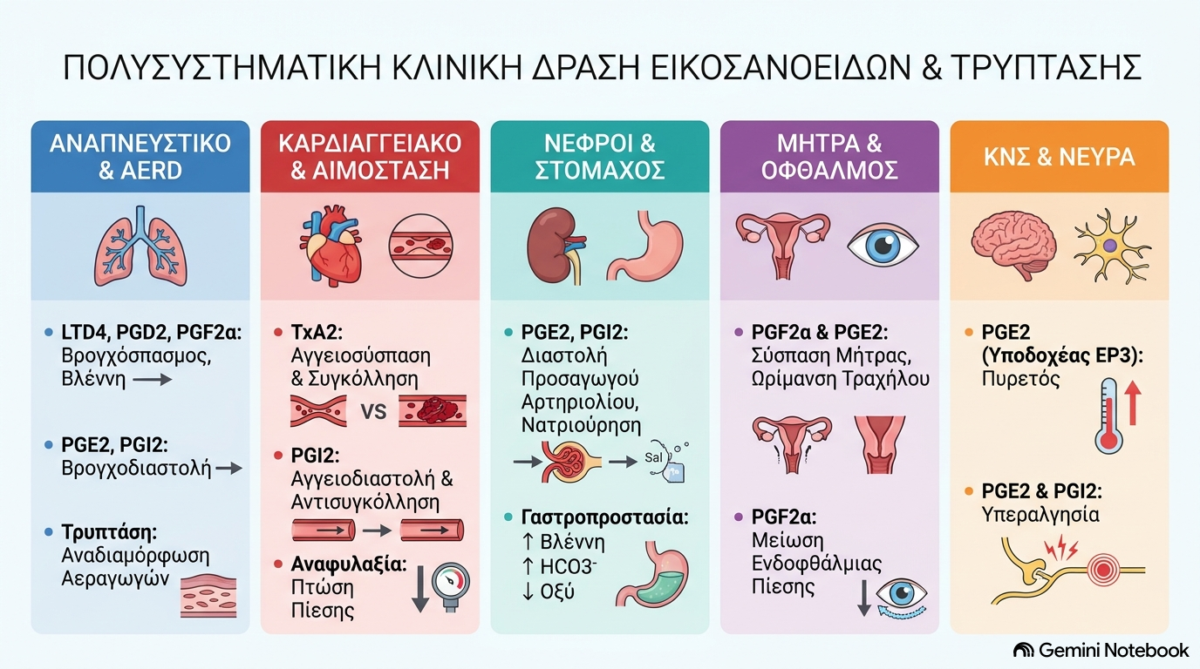 ΠΟΛΥΣΥΣΤΗΜΑΤΙΚΗ ΚΛΙΝΙΚΗ ΔΡΑΣΗ ΕΙΚΟΣΑΝΟΕΙΔΩΝ & ΤΡΥΠΤΑΣΗΣ
ΑΝΑΠΝΕΥΣΤΙΚΟ
& AERD
• LTD4, PGD2, PGF2α:
Βρογχόσπασμος,
Βλέννη →
• PGE2, PGI2:
Βρογχοδιαστολή →
• Τρυπτάση:
Αναδιαμόρφωση
Αεραγωγών
ΚΑΡΔΙΑΓΓΕΙΑΚΟ
& ΑΙΜΟΣΤΑΣΗ
• TxA2:
Αγγειοσύσπαση
& Συγκόλληση
VS
• PGI2:
Αγγειοδιαστολή &
Αντισυγκόλληση
• Αναφυλαξία:
Πτώση
Πίεσης
ΝΕΦΡΟΙ &
ΣΤΟΜΑΧΟΣ
• PGE2, PGI2:
Διαστολή
Προσαγωγού
Αρτηριολίου,
Νατριούρηση
Sal
• Γαστροπροστασία:
↑ Βλέννη
↑ HCO3⁻
↓ Οξύ
ΜΗΤΡΑ &
ΟΦΘΑΛΜΟΣ
• PGF2α & PGE2:
Σύσπαση Μήτρας,
Ωρίμανση Τραχήλου
• PGF2α:
Μείωση
Ενδοφθάλμιας
Πίεσης
ΚΝΣ & ΝΕΥΡΑ
• PGE2
(Υποδοχέας EP3):
Πυρετός
• PGE2 & PGI2:
Υπεραλγησία
Gemini Notebook